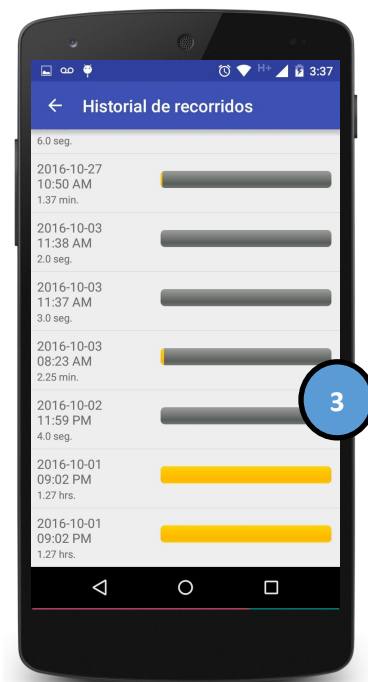 H+ 3:37
Historial de recorridos
6.0 seg.
2016-10-27
10:50 AM
1.37 min.
2016-10-03
11:38 AM
2.0 seg.
2016-10-03
11:37 AM
3.0 seg.
2016-10-03
08:23 AM
2.25 min.
3
2016-10-02
11:59 PM
4.0 seg.
2016-10-01
09:02 PM
1.27 hrs.
2016-10-01
09:02 PM
1.27 hrs.